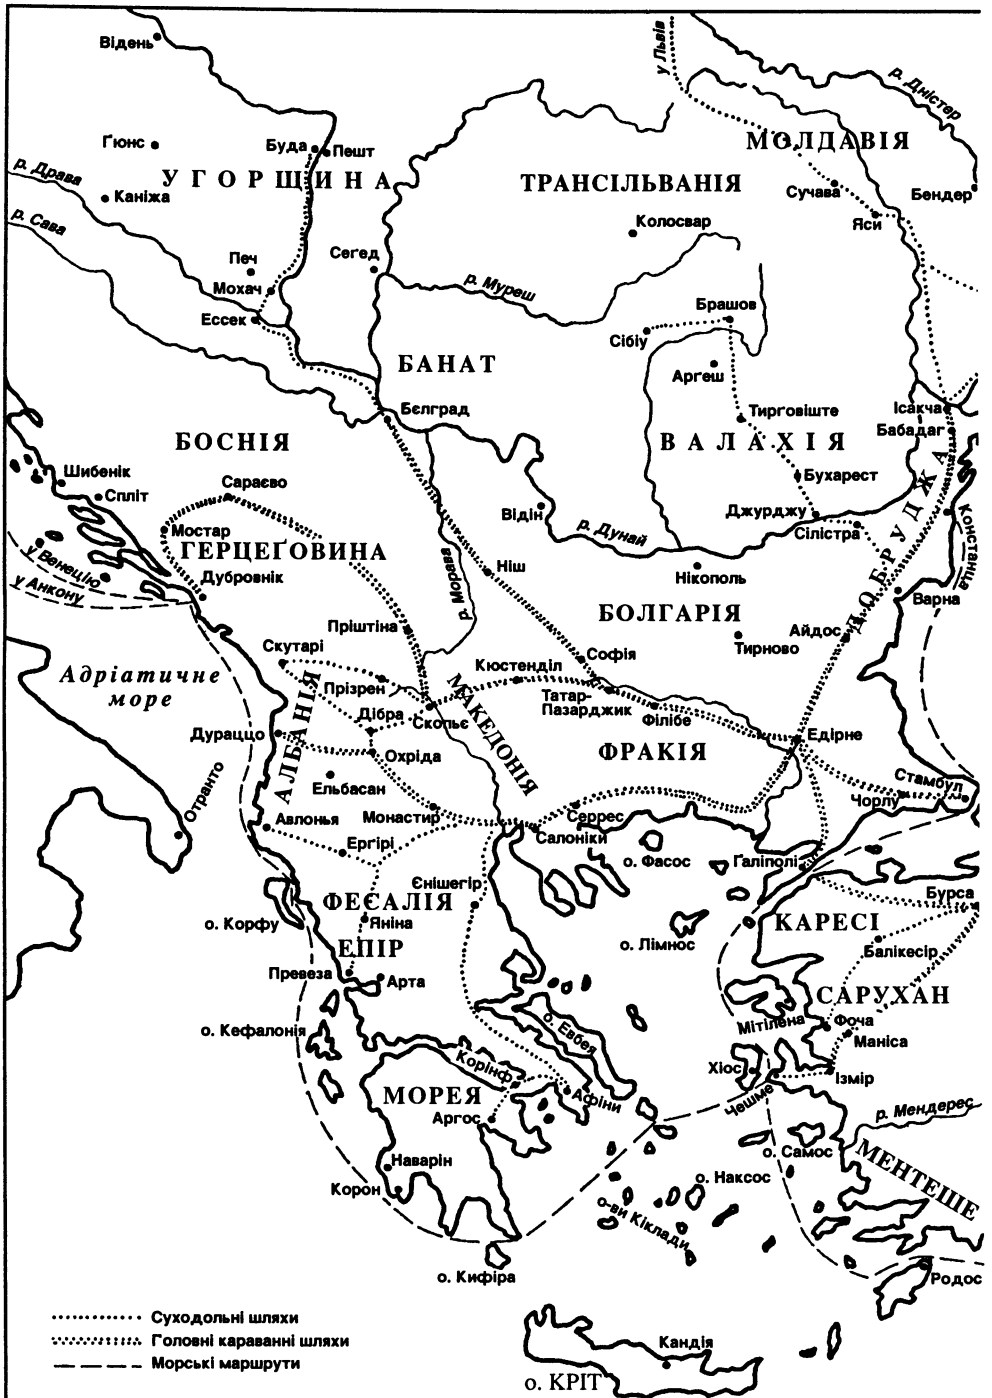 Відень
у Львів
р. Дністер
Ґюнс
Буда
Пешт
МОЛДАВІЯ
р. Драва
УГОРЩИНА
ТРАНСІЛЬВАНІЯ
Сучава
Бендер
Каніжа
р. Сава
Колосвар
Яси
Печ
Сеґед
Мохач
р. Муреш
Ессек
Брашов
Сібіу
БАНАТ
Арґеш
Бєлград
Тирговіште
Ісакча
Бабадаг
БОСНІЯ
ВАЛАХІЯ
Шибенік
Спліт
Сараєво
Бухарест
Відін
Джурджу
Сілістра
ДОБРУДЖА
Констанца
Мостар
ГЕРЦЕҐОВИНА
р. Дунай
у Венецію
у Анкону
Дубровнік
р. Морава
Ніш
Нікополь
Варна
БОЛГАРІЯ
Пріштіна
Айдос
Тирново
Скутарі
Софія
Адріатичне
море
Прізрен
Кюстенділ
МАКЕДОНІЯ
Татар-
Пазарджик
АЛБАНІЯ
Дібра
Скопьє
Філібе
Дураццо
Охріда
ФРАКІЯ
Едірне
Стамбул
Отранто
Ельбасан
Чорлу
Авлонья
Монастир
Серрес
Салоніки
Ергірі
о. Фасос
Ґаліполі
Єнішегір
Бурса
ФЕСАЛІЯ
о. Корфу
Яніна
КАРЕСІ
о. Лімнос
ЕПІР
Балікесір
Превеза
Арта
САРУХАН
о. Кефалонія
о. Евбея
Мітілена
Фоча
Маніса
Корінф
Хіос
Ізмір
МОРЕЯ
Афіни
Чешме
Аргос
р. Мендерес
о. Самос
МЕНТЕШЕ
Наварін
Корон
о. Наксос
о-ви Кіклади
о. Кифіра
Родос
Суходольні шляхи
Головні караванні шляхи
Морські маршрути
Кандія
о. КРІТ